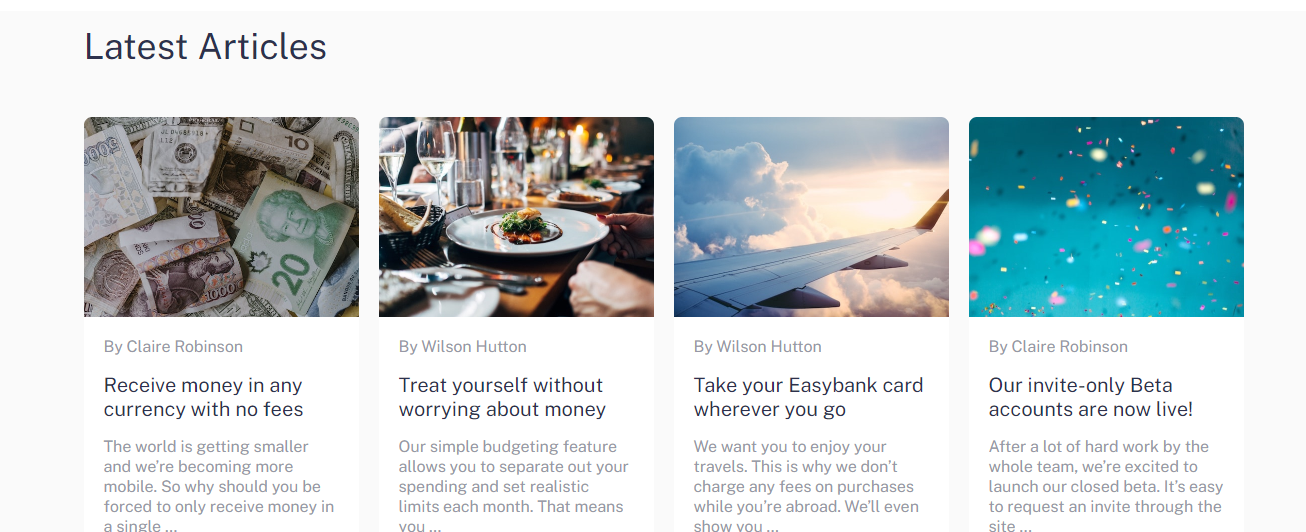 Latest Articles
10
20
1000
By Claire Robinson
Receive money in any
currency with no fees
The world is getting smaller
and we’re becoming more
mobile. So why should you be
forced to only receive money in
a single ...
By Wilson Hutton
Treat yourself without
worrying about money
Our simple budgeting feature
allows you to separate out your
spending and set realistic
limits each month. That means
you ...
By Wilson Hutton
Take your Easybank card
wherever you go
We want you to enjoy your
travels. This is why we don’t
charge any fees on purchases
while you’re abroad. We’ll even
show you ...
By Claire Robinson
Our invite-only Beta
accounts are now live!
After a lot of hard work by the
whole team, we’re excited to
launch our closed beta. It’s easy
to request an invite through the
site ...